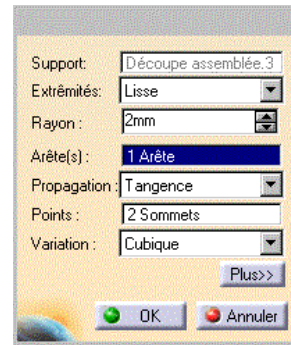 Support: Découpe assemblée.3
Extrêmités: Lisse
Rayon : 2mm
Arête(s) : 1 Arête
Propagation : Tangence
Points : 2 Sommets
Variation : Cubique
Plus>>
OK Annuler